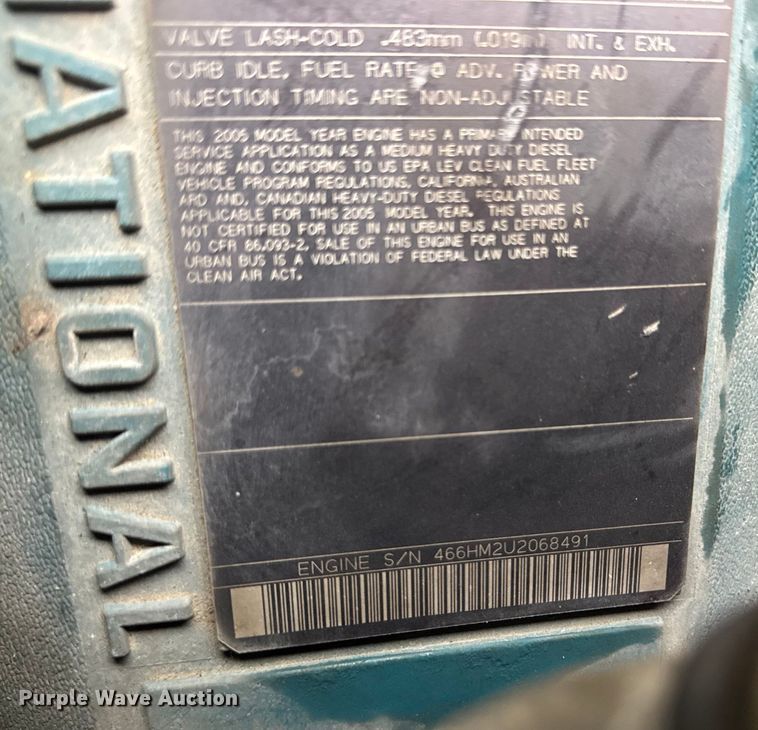 VALVE LASH-COLD .483mm (.019in) INT. & EXH.
CURB IDLE, FUEL RATE @ ADV. POWER AND
INJECTION TIMING ARE NON-ADJUSTABLE
THIS 2005 MODEL YEAR ENGINE HAS A PRIMARY INTENDED
SERVICE APPLICATION AS A MEDIUM HEAVY DUTY DIESEL
ENGINE AND CONFORMS TO US EPA LEV CLEAN FUEL FLEET
VEHICLE PROGRAM REGULATIONS, CALIFORNIA, AUSTRALIAN
ARD AND, CANADIAN HEAVY-DUTY DIESEL REGULATIONS
APPLICABLE FOR THIS 2005 MODEL YEAR. THIS ENGINE IS
NOT CERTIFIED FOR USE IN AN URBAN BUS AS DEFINED AT
40 CFR 86.093-2, SALE OF THIS ENGINE FOR USE IN AN
URBAN BUS IS A VIOLATION OF FEDERAL LAW UNDER THE
CLEAN AIR ACT.
ENGINE S/N 466HM2U2068491
NATIONAL
Purple Wave Auction